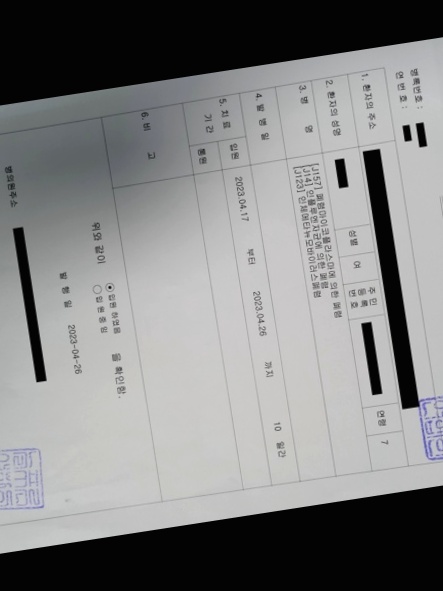 등록번호 :
연 번 호 :
1. 환자의 주소
2. 환자의 성명 성별 여 주민등록번호 연령 7
3. 병 명
[J157] 폐렴마이코플라스마에 의한 폐렴
[J14] 인플루엔자균에 의한 폐렴
[J123] 인체메타뉴모바이러스폐렴
4. 발 병 일
5. 치 료 기 간 입원 2023.04.17 부터 2023.04.26 까지 10 일간
통원
6. 비 고
위와 같이 입원 하였음 을 확인함.
입 원 중 임
발 행 일 2023-04-26
병의원주소